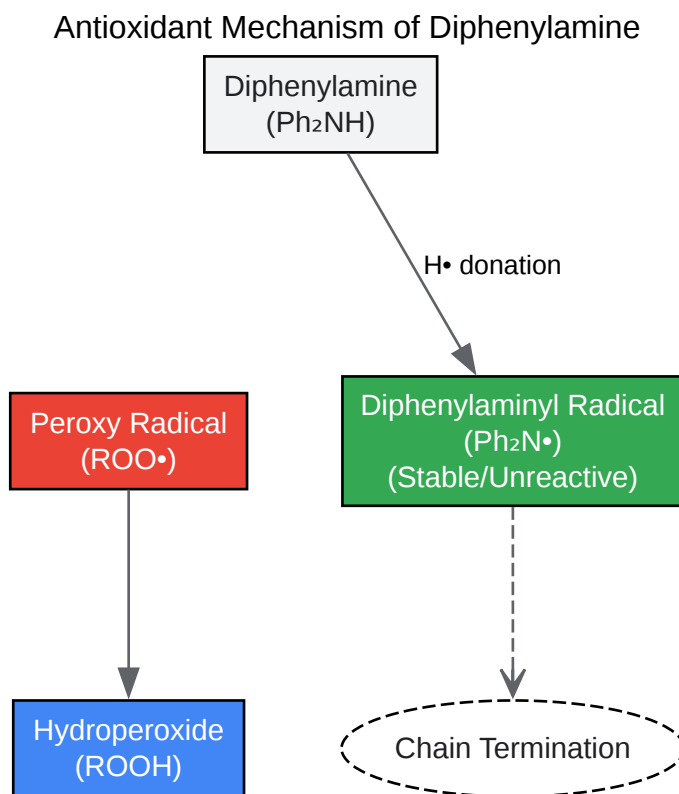 Antioxidant Mechanism of Diphenylamine
Diphenylamine
(Ph₂NH)
H• donation
Peroxy Radical
(ROO•)
Diphenylaminyl Radical
(Ph₂N•)
(Stable/Unreactive)
Hydroperoxide
(ROOH)
Chain Termination